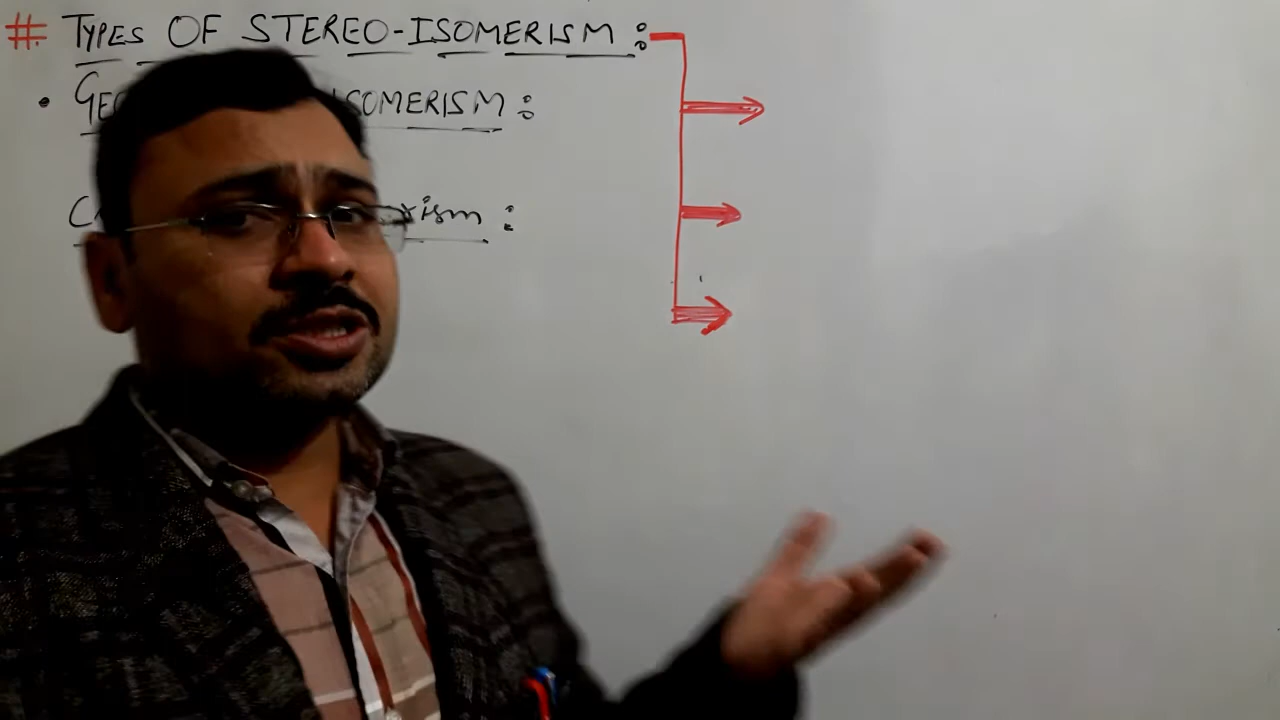 # TYPES OF STEREO-ISOMERISM :
• ISOMERISM :
: